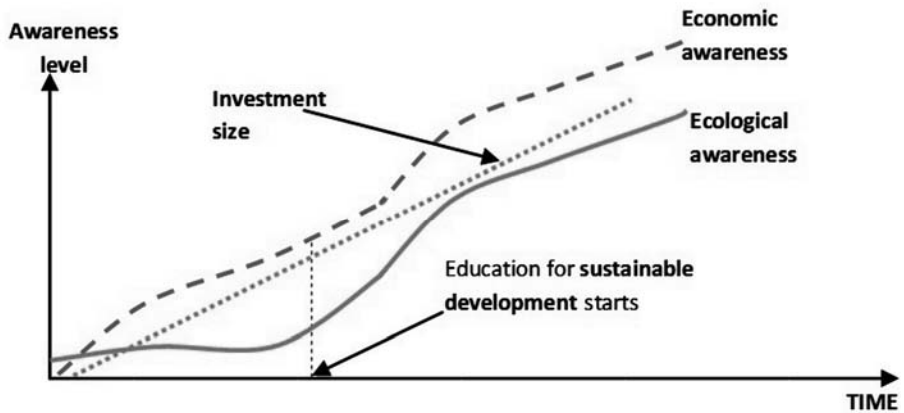 Awareness
level
Investment
size
Economic
awareness
Ecological
awareness
Education for sustainable
development starts
TIME